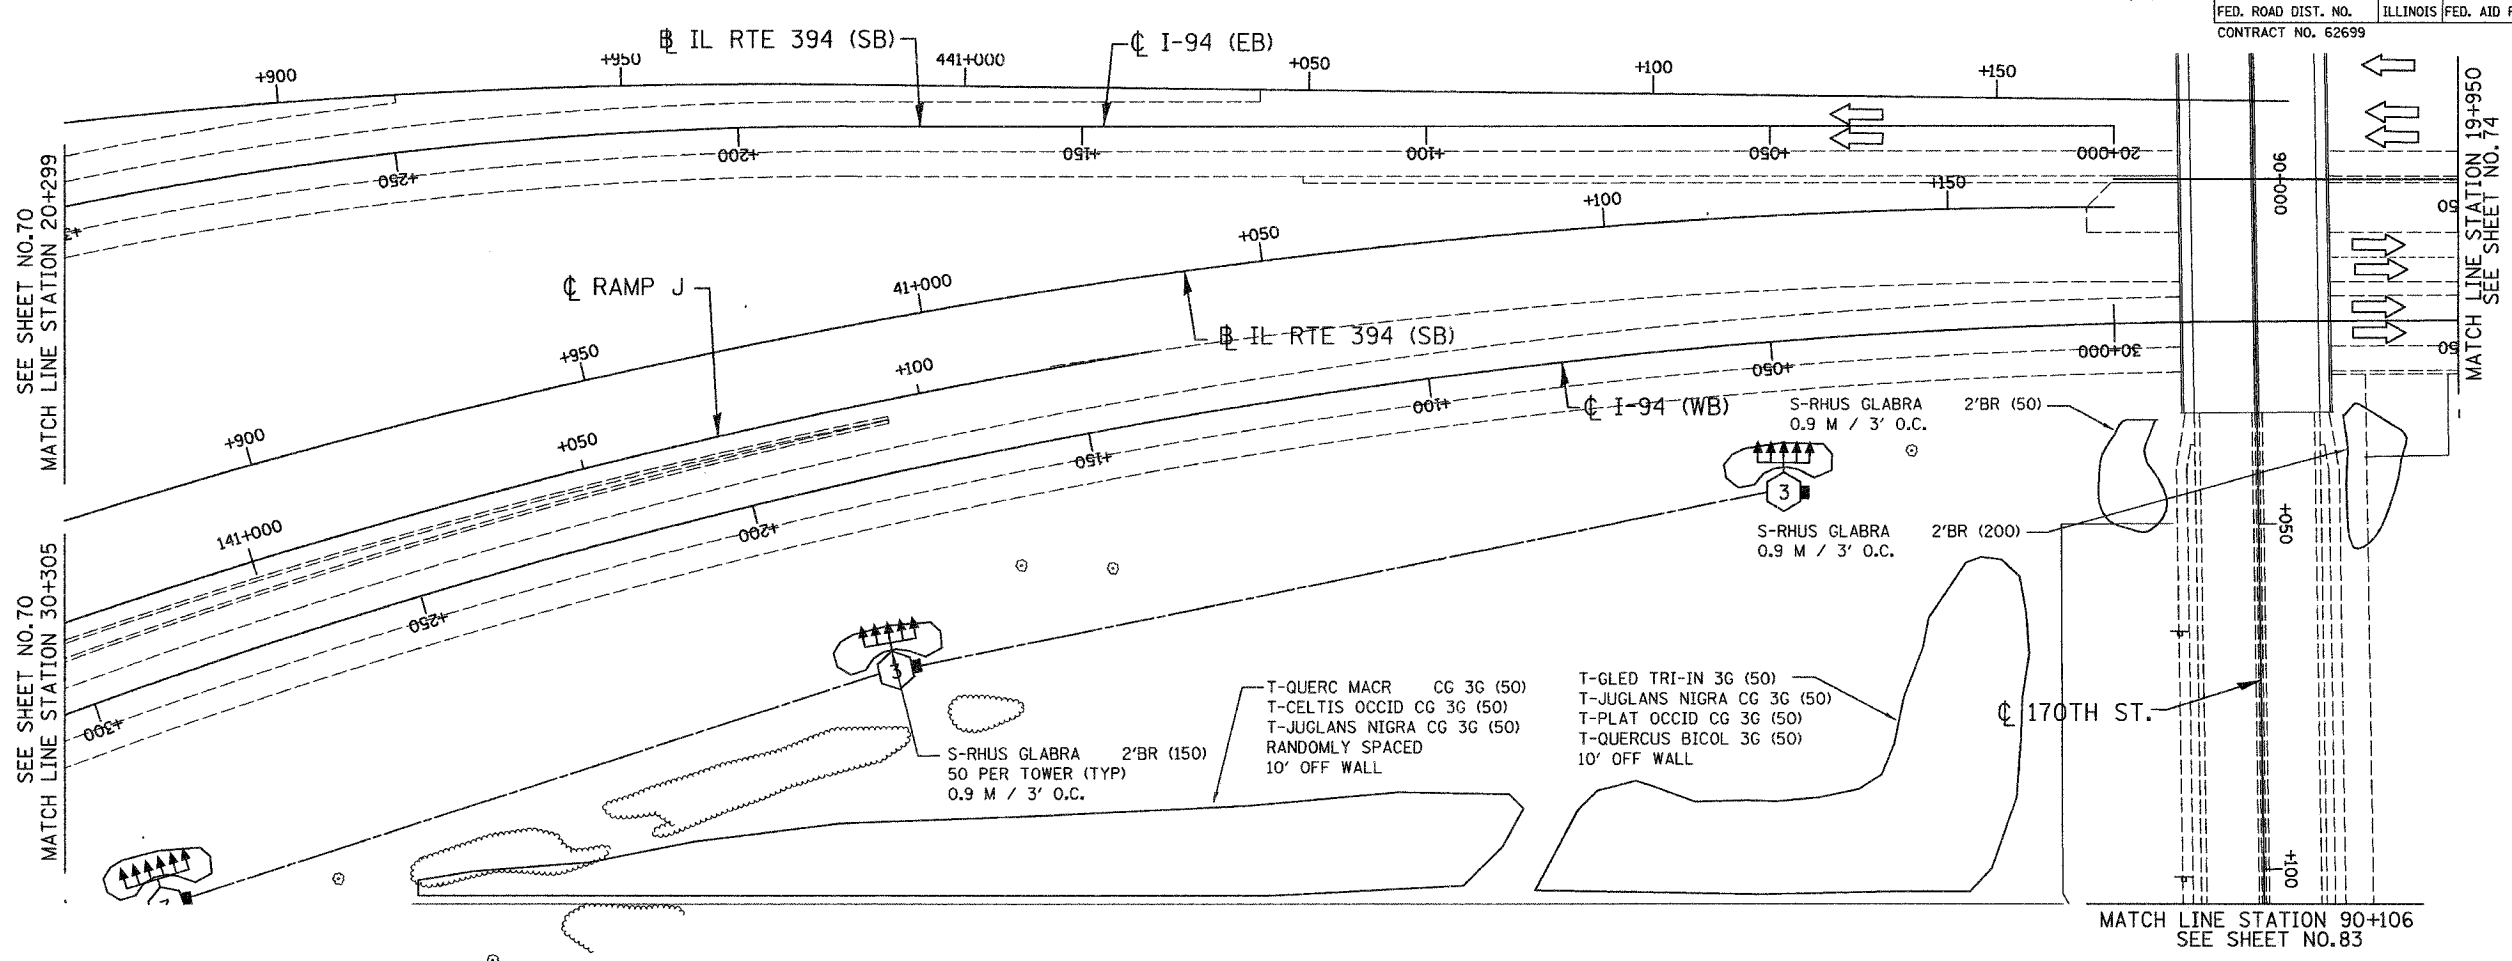 FED. ROAD DIST. NO. ILLINOIS FED. AID
CONTRACT NO. 62699
℄ I-94 (EB)
B̲L̲ IL RTE 394 (SB)
+900
+950
441+000
+050
+100
+150
+250
+200
+150
+100
+050
20+000
SEE SHEET NO.70
MATCH LINE STATION 20+299
MATCH LINE STATION 19+950
SEE SHEET NO. 74
90+000
50
+150
+100
+050
41+000
+950
+900
℄ RAMP J
B̲L̲ IL RTE 394 (SB)
+100
+050
141+000
30+000
50
+050
+100
+150
+200
+250
+300
℄ I-94 (WB)
S-RHUS GLABRA 2'BR (50)
0.9 M / 3' O.C.
3
S-RHUS GLABRA 2'BR (200)
0.9 M / 3' O.C.
+050
SEE SHEET NO.70
MATCH LINE STATION 30+305
3
S-RHUS GLABRA 2'BR (150)
50 PER TOWER (TYP)
0.9 M / 3' O.C.
T-QUERC MACR CG 3G (50)
T-CELTIS OCCID CG 3G (50)
T-JUGLANS NIGRA CG 3G (50)
RANDOMLY SPACED
10' OFF WALL
T-GLED TRI-IN 3G (50)
T-JUGLANS NIGRA CG 3G (50)
T-PLAT OCCID CG 3G (50)
T-QUERCUS BICOL 3G (50)
10' OFF WALL
℄ 170TH ST.
+100
MATCH LINE STATION 90+106
SEE SHEET NO.83